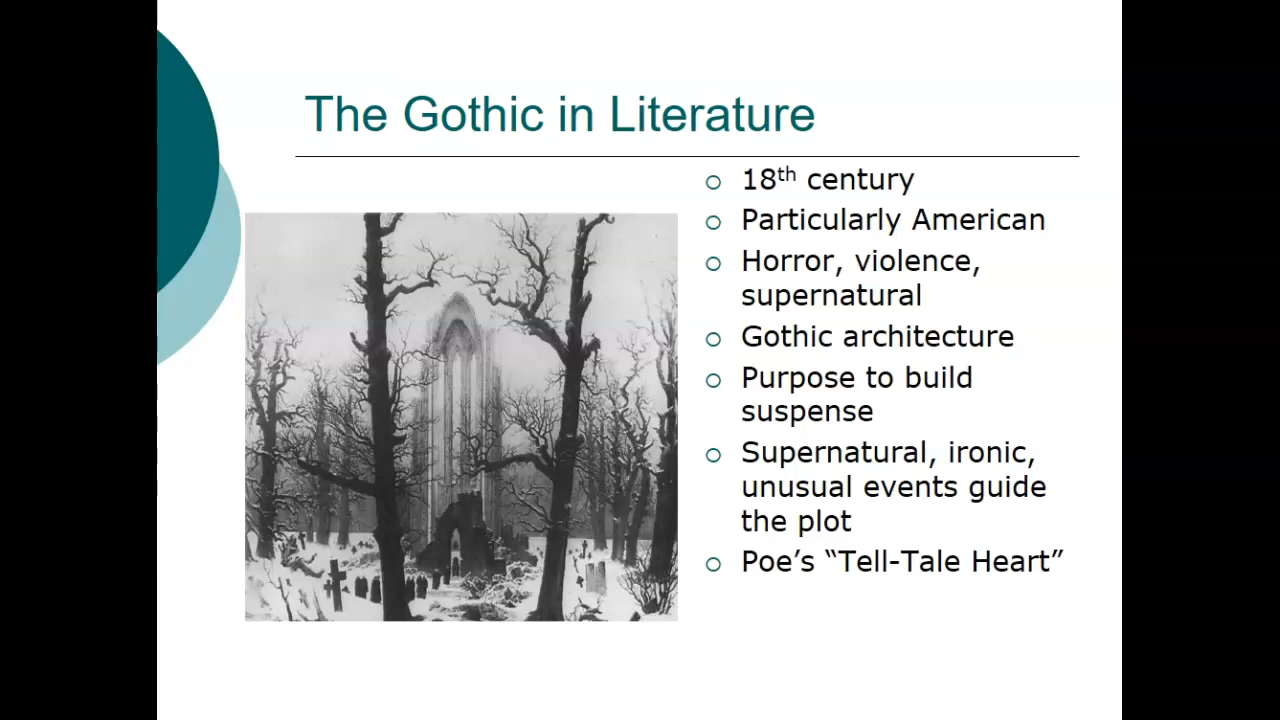 The Gothic in Literature
18th century
Particularly American
Horror, violence,
supernatural
Gothic architecture
Purpose to build
suspense
Supernatural, ironic,
unusual events guide
the plot
Poe’s “Tell-Tale Heart”